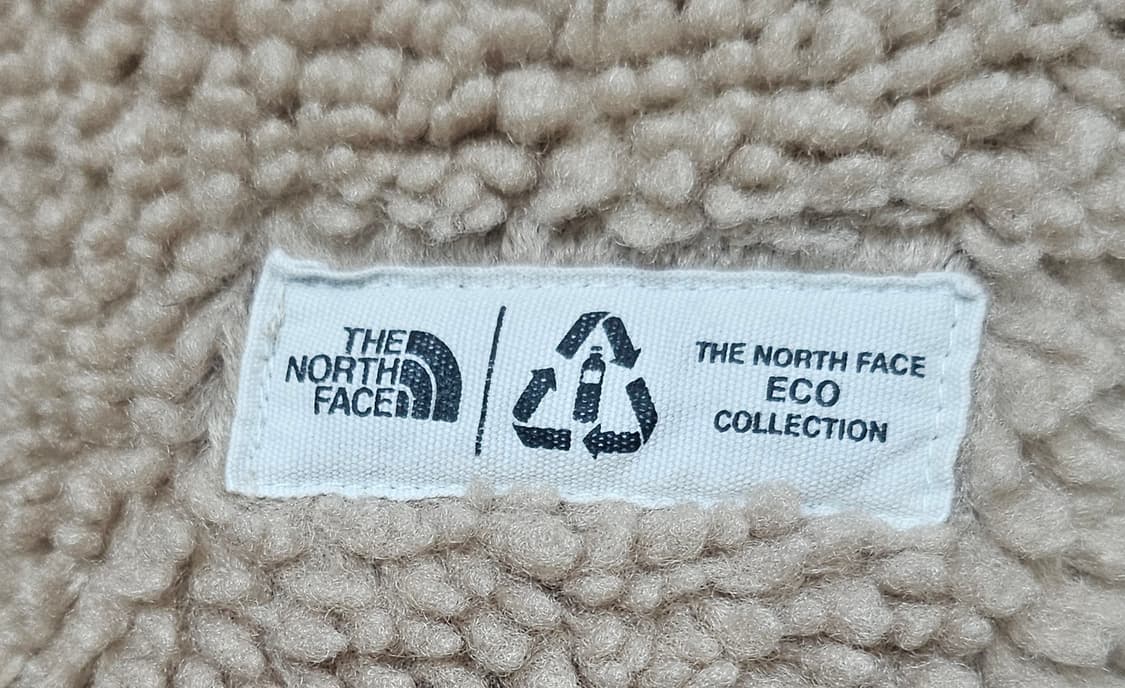 THE
NORTH
FACE
THE NORTH FACE
ECO
COLLECTION